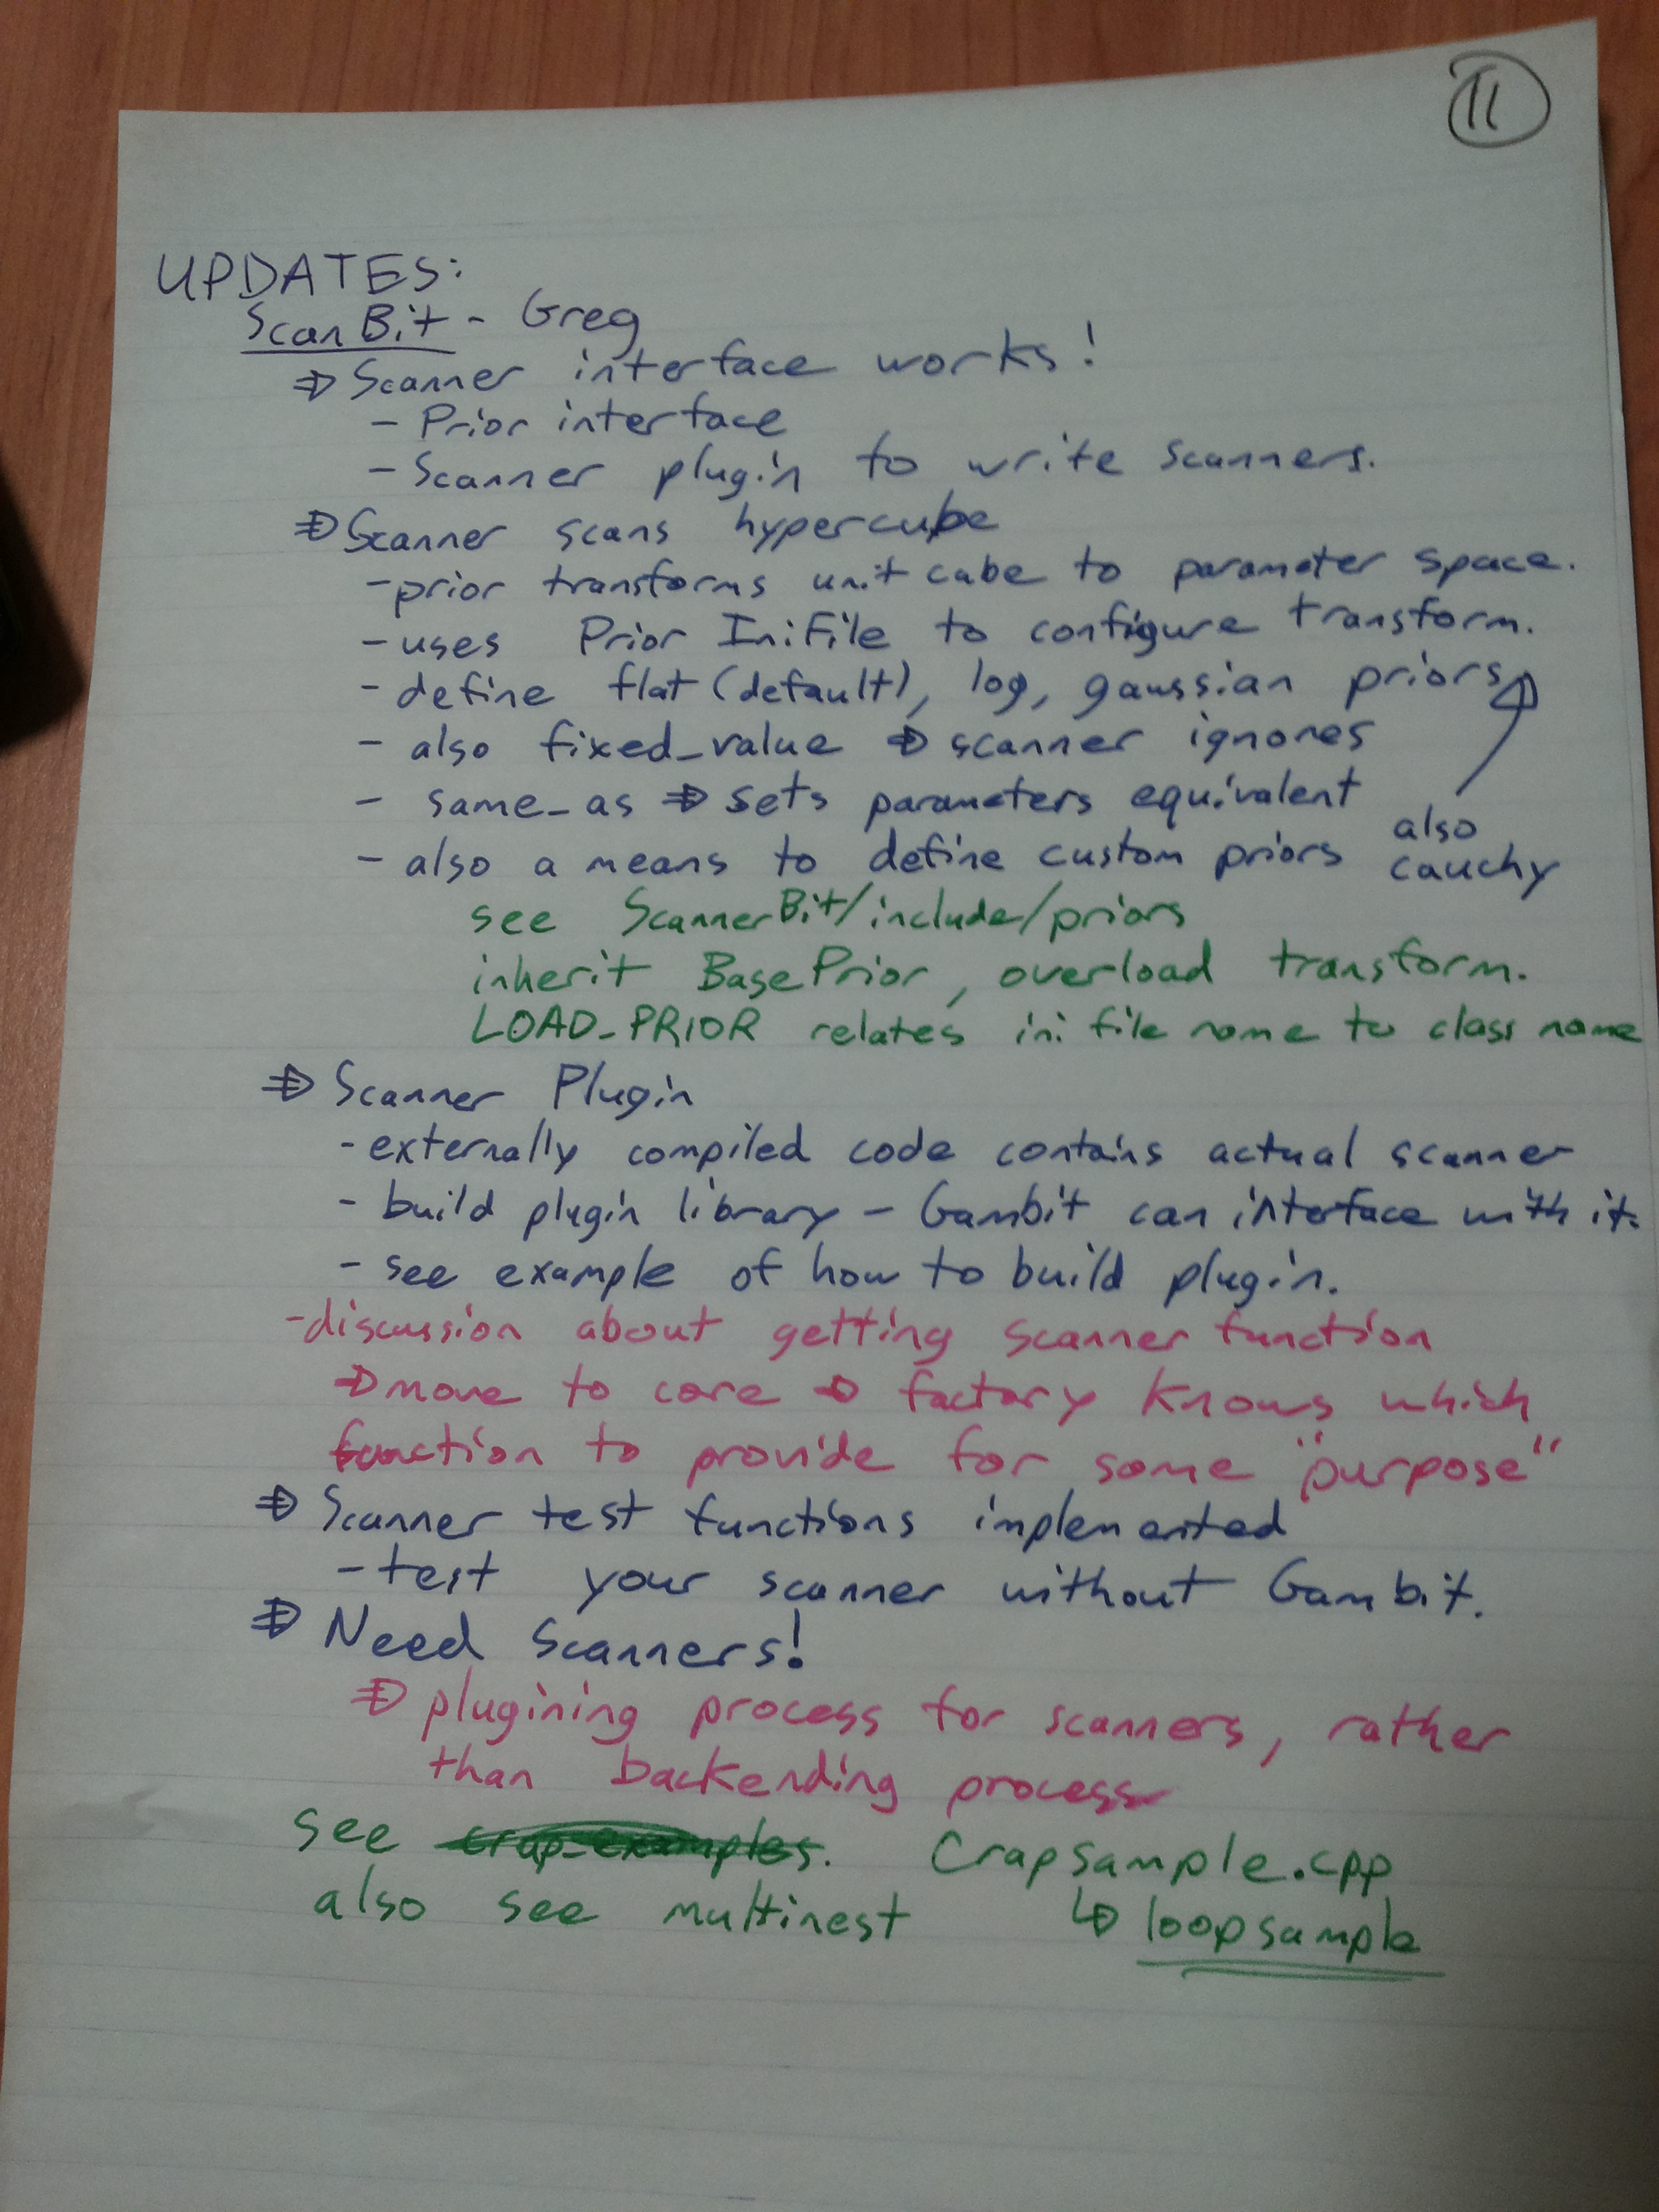 11
UPDATES:
ScanBit - Greg
⇒ Scanner interface works!
- Prior interface
- Scanner plugin to write scanners.
⇒ Scanner scans hypercube
- prior transforms unit cube to parameter space.
- uses Prior IniFile to configure transform.
- define flat (default), log, gaussian priors
- also fixed_value ⇒ scanner ignores
- same_as ⇒ sets parameters equivalent
also
- also a means to define custom priors
cauchy
see ScannerBit/include/priors
inherit BasePrior, overload transform.
LOAD_PRIOR relates ini file name to class name
⇒ Scanner Plugin
- externally compiled code contains actual scanner
- build plugin library - Gambit can interface with it.
- see example of how to build plugin.
- discussion about getting scanner function
⇒ move to core ⇒ factory knows which
function to provide for some "purpose"
⇒ Scanner test functions implemented
- test your scanner without Gambit.
⇒ Need Scanners!
⇒ plugining process for scanners, rather
than backending process
see crap_examples. Crapsample.cpp
also see multinest ↳ loopsample